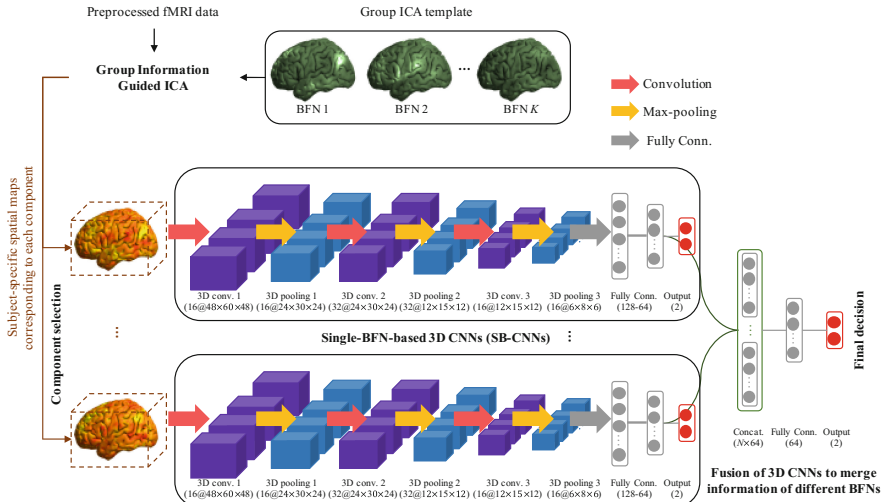 Preprocessed fMRI data
Group ICA template
Group Information
Guided ICA
BFN 1
BFN 2
...
BFN K
Convolution
Max-pooling
Fully Conn.
Subject-specific spatial maps
corresponding to each component
Component selection
3D conv. 1
(16@48×60×48)
3D pooling 1
(16@24×30×24)
3D conv. 2
(32@24×30×24)
3D pooling 2
(32@12×15×12)
3D conv. 3
(16@12×15×12)
3D pooling 3
(16@6×8×6)
Fully Conn.
(128-64)
Output
(2)
Single-BFN-based 3D CNNs (SB-CNNs)
3D conv. 1
(16@48×60×48)
3D pooling 1
(16@24×30×24)
3D conv. 2
(32@24×30×24)
3D pooling 2
(32@12×15×12)
3D conv. 3
(16@12×15×12)
3D pooling 3
(16@6×8×6)
Fully Conn.
(128-64)
Output
(2)
Final decision
Concat.
(N×64)
Fully Conn.
(64)
Output
(2)
Fusion of 3D CNNs to merge
information of different BFNs